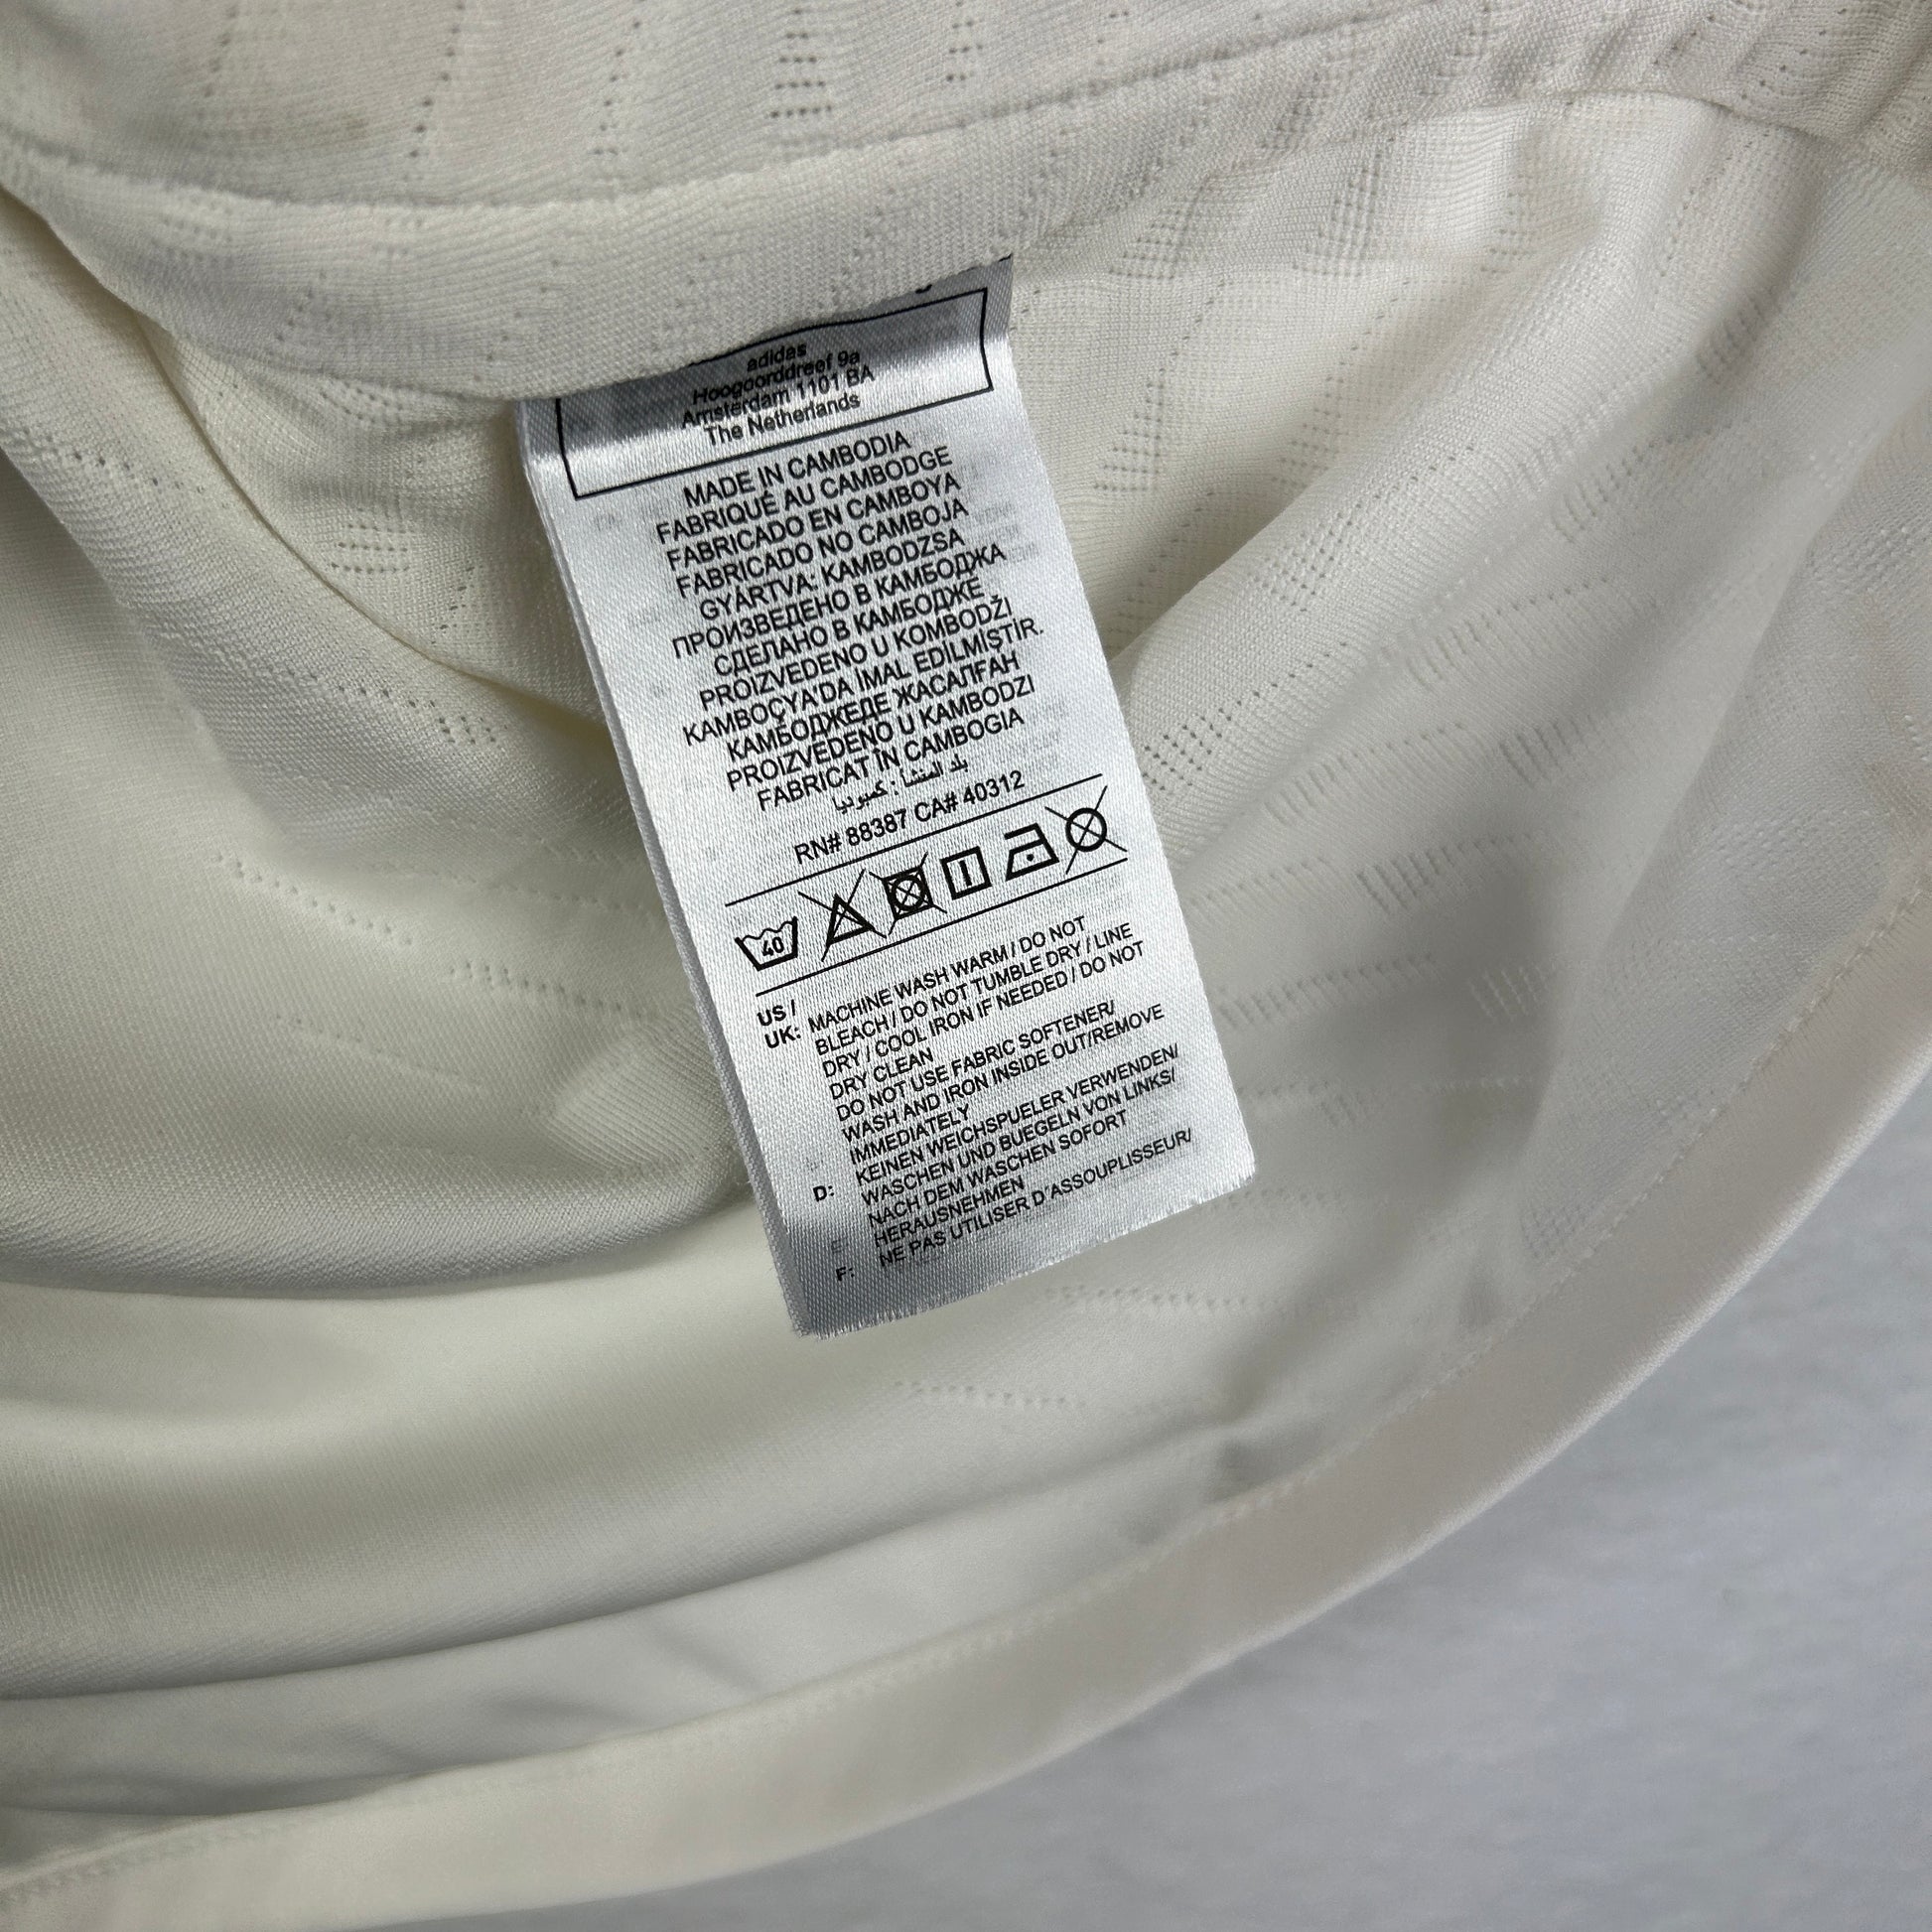 adidas
Hoogoorddreef 9a
Amsterdam 1101 BA
The Netherlands
MADE IN CAMBODIA
FABRIQUÉ AU CAMBODGE
FABRICADO EN CAMBOYA
FABRICADO NO CAMBOJA
GYÁRTVA: KAMBODZSA
ПРОИЗВЕДЕНО В КАМБОДЖА
СДЕЛАНО В КАМБОДЖЕ
PROIZVEDENO U KOMBODŽI
KAMBOÇYA'DA İMAL EDİLMİŞTİR.
КАМБОДЖЕДЕ ЖАСАЛҒАН
PROIZVEDENO U KAMBODZI
FABRICAT ÎN CAMBOGIA
بلد المنشأ : كمبوديا
RN# 88387 CA# 40312
40
US / UK: MACHINE WASH WARM / DO NOT
BLEACH / DO NOT TUMBLE DRY / LINE
DRY / COOL IRON IF NEEDED / DO NOT
DRY CLEAN
DO NOT USE FABRIC SOFTENER/
WASH AND IRON INSIDE OUT/REMOVE
IMMEDIATELY
D: KEINEN WEICHSPUELER VERWENDEN/
WASCHEN UND BUEGELN VON LINKS/
NACH DEM WASCHEN SOFORT
HERAUSNEHMEN
F: NE PAS UTILISER D'ASSOUPLISSEUR/